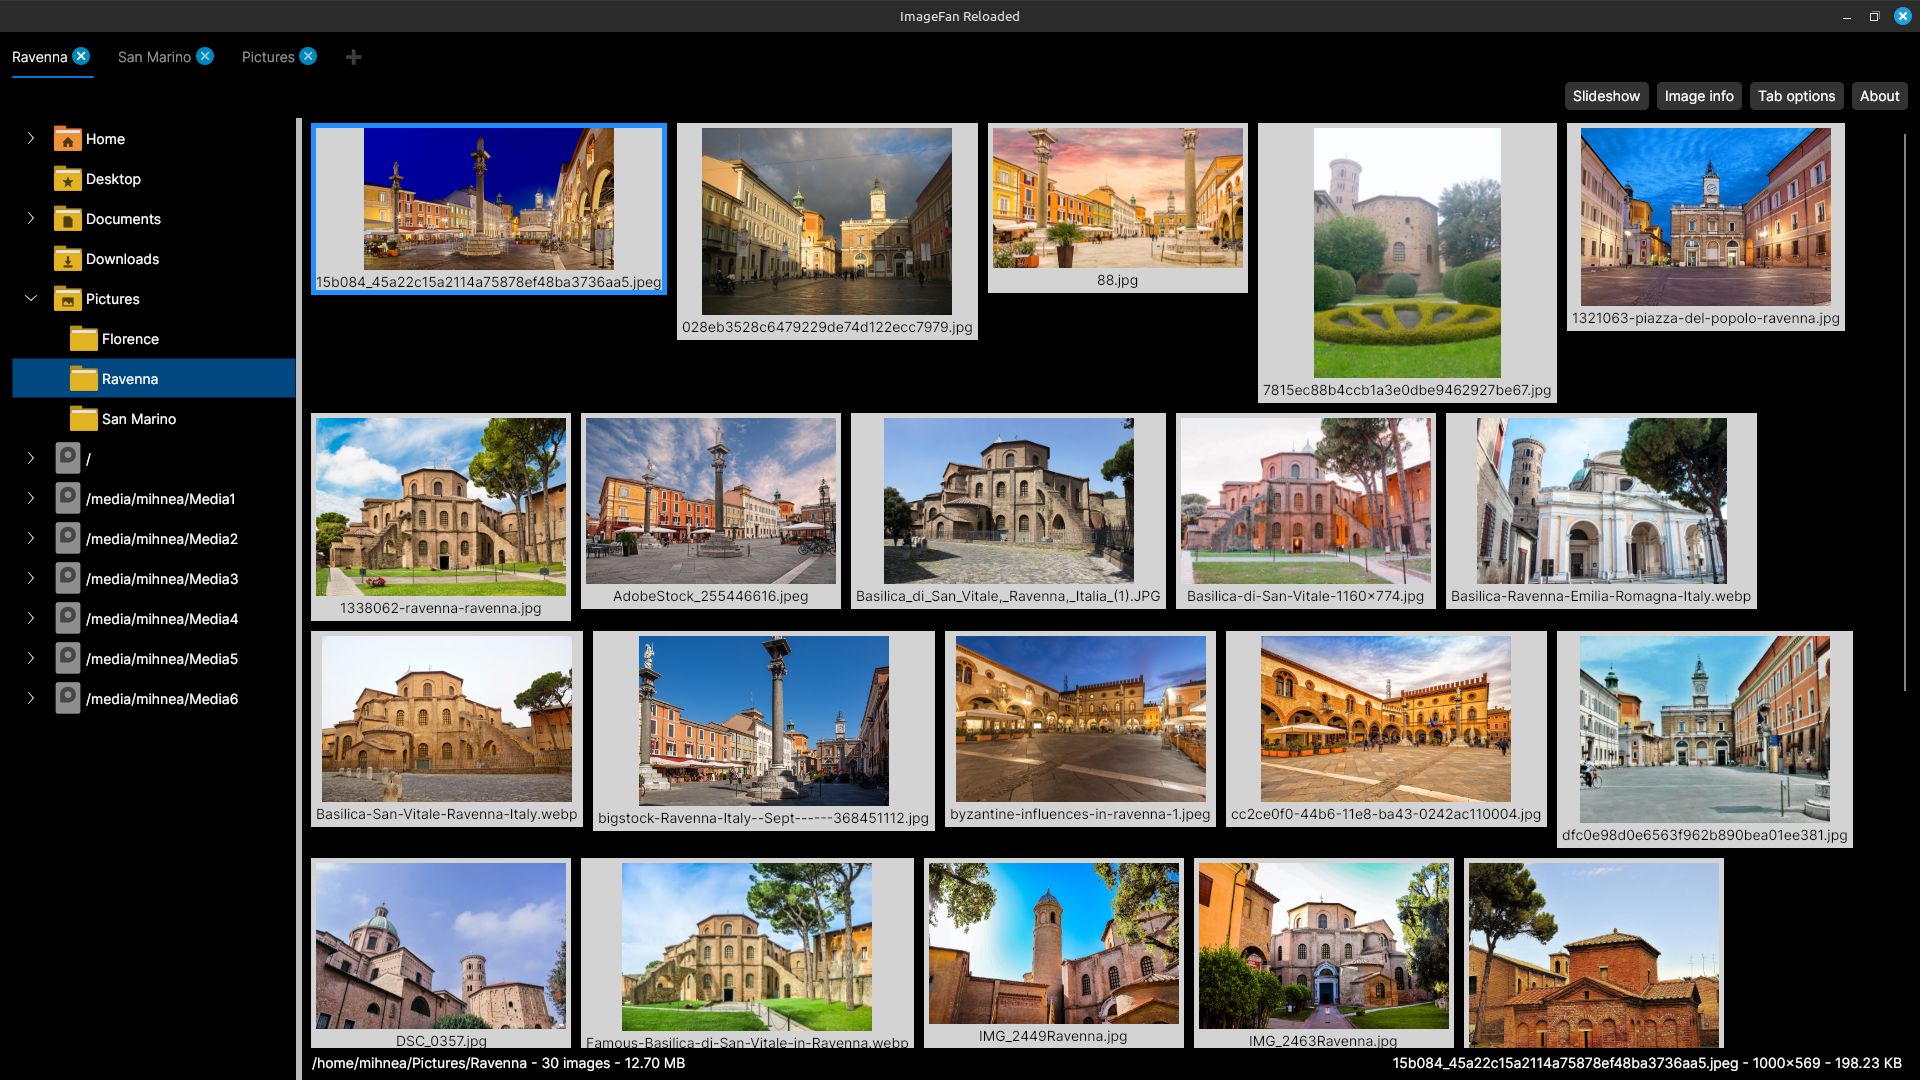 ImageFan Reloaded
Ravenna San Marino Pictures
Slideshow Image info Tab options About
Home
Desktop
Documents
Downloads
Pictures
Florence
Ravenna
San Marino
/
/media/mihnea/Media1
/media/mihnea/Media2
/media/mihnea/Media3
/media/mihnea/Media4
/media/mihnea/Media5
/media/mihnea/Media6
15b084_45a22c15a2114a75878ef48ba3736aa5.jpeg
028eb3528c6479229de74d122ecc7979.jpg
88.jpg
7815ec88b4ccb1a3e0dbe9462927be67.jpg
1321063-piazza-del-popolo-ravenna.jpg
1338062-ravenna-ravenna.jpg
AdobeStock_255446616.jpeg
Basilica_di_San_Vitale,_Ravenna,_Italia_(1).JPG
Basilica-di-San-Vitale-1160×774.jpg
Basilica-Ravenna-Emilia-Romagna-Italy.webp
Basilica-San-Vitale-Ravenna-Italy.webp
bigstock-Ravenna-Italy--Sept------368451112.jpg
byzantine-influences-in-ravenna-1.jpeg
cc2ce0f0-44b6-11e8-ba43-0242ac110004.jpg
dfc0e98d0e6563f962b890bea01ee381.jpg
DSC_0357.jpg
Famous-Basilica-di-San-Vitale-in-Ravenna.webp
IMG_2449Ravenna.jpg
IMG_2463Ravenna.jpg
/home/mihnea/Pictures/Ravenna - 30 images - 12.70 MB
15b084_45a22c15a2114a75878ef48ba3736aa5.jpeg - 1000×569 - 198.23 KB